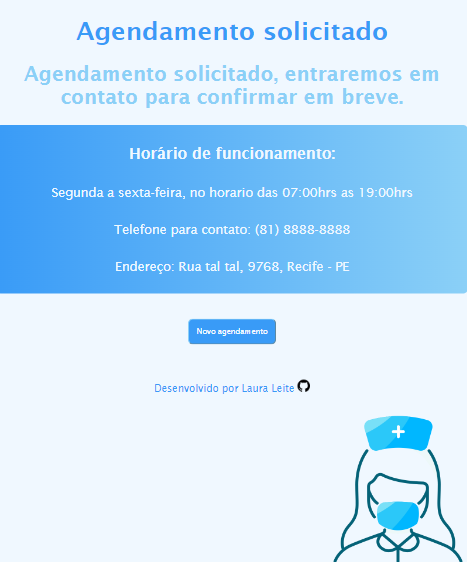 Agendamento solicitado
Agendamento solicitado, entraremos em
contato para confirmar em breve.
Horário de funcionamento:
Segunda a sexta-feira, no horario das 07:00hrs as 19:00hrs
Telefone para contato: (81) 8888-8888
Endereço: Rua tal tal, 9768, Recife - PE
Novo agendamento
Desenvolvido por Laura Leite